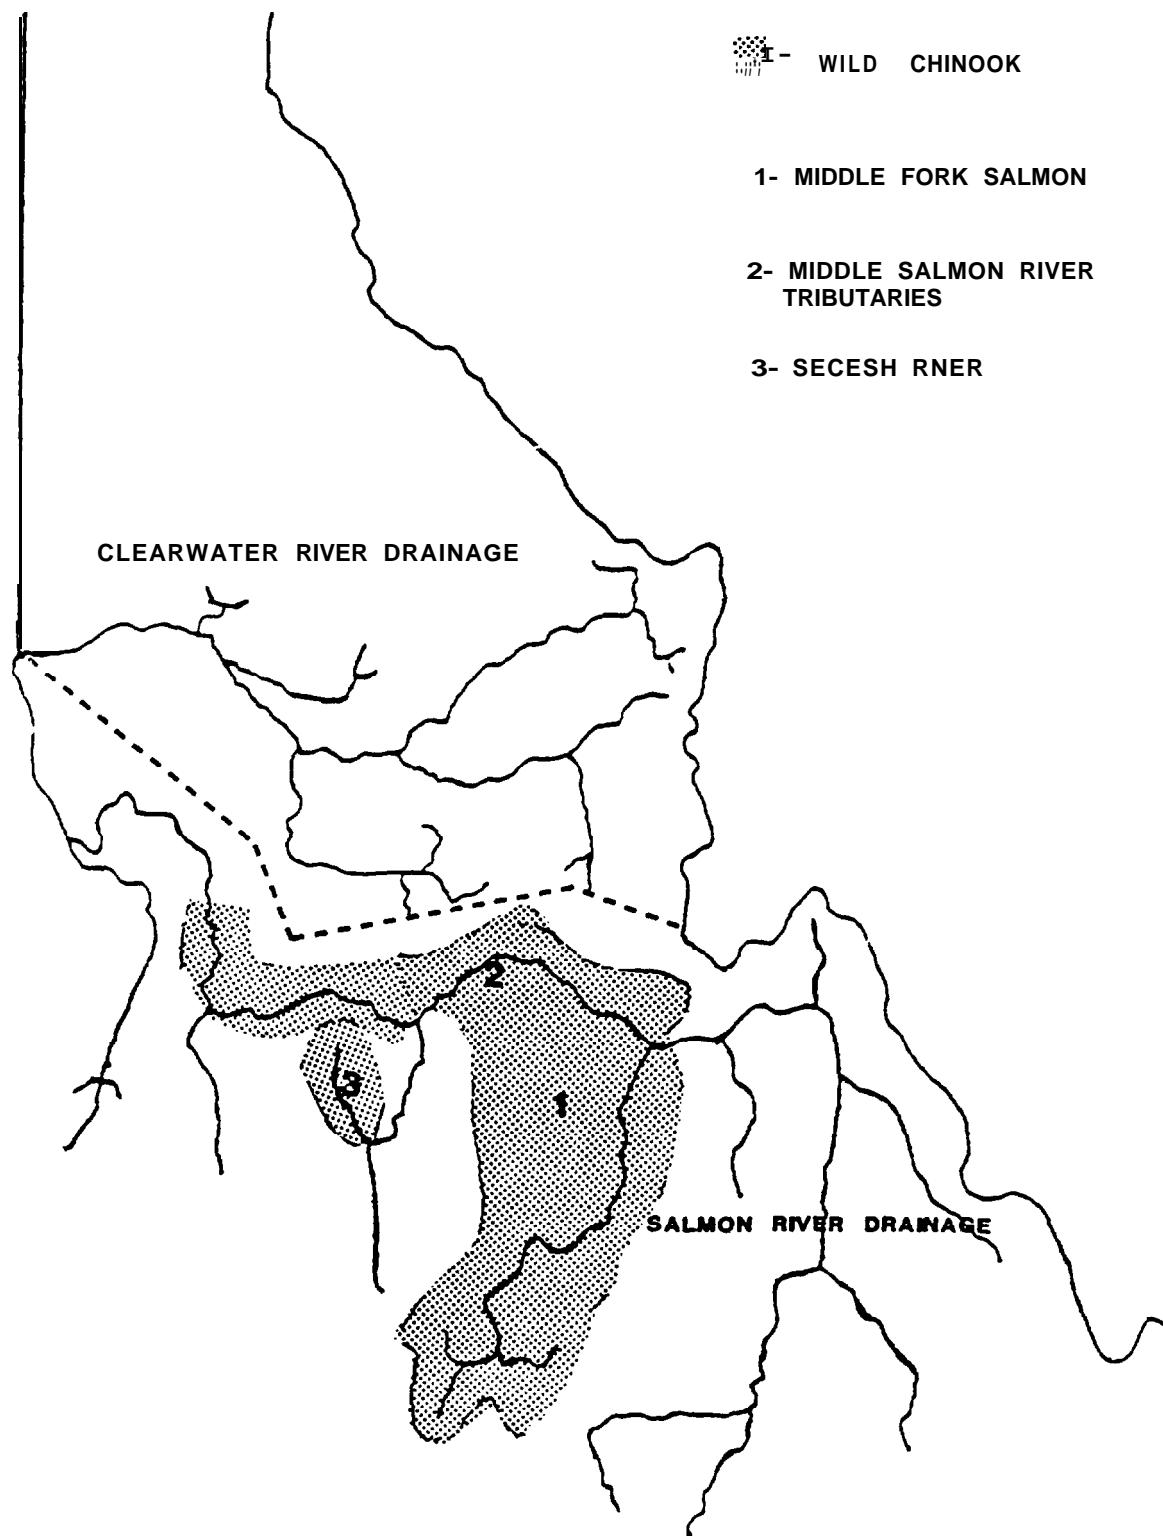 I- WILD CHINOOK
1- MIDDLE FORK SALMON
2- MIDDLE SALMON RIVER
TRIBUTARIES
3- SECESH RNER
CLEARWATER RIVER DRAINAGE
2
3
1
SALMON RIVER DRAINAGE